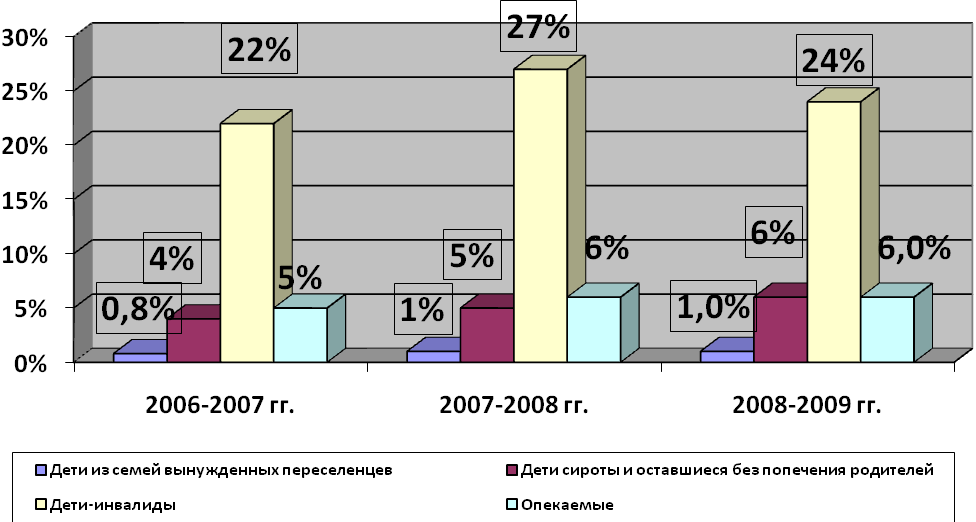 30%
25%
20%
15%
10%
5%
0%
22%
27%
24%
4%
5%
6%
5%
6%
6,0%
0,8%
1%
1,0%
2006-2007 гг.
2007-2008 гг.
2008-2009 гг.
Дети из семей вынужденных переселенцев
Дети сироты и оставшиеся без попечения родителей
Дети-инвалиды
Опекаемые